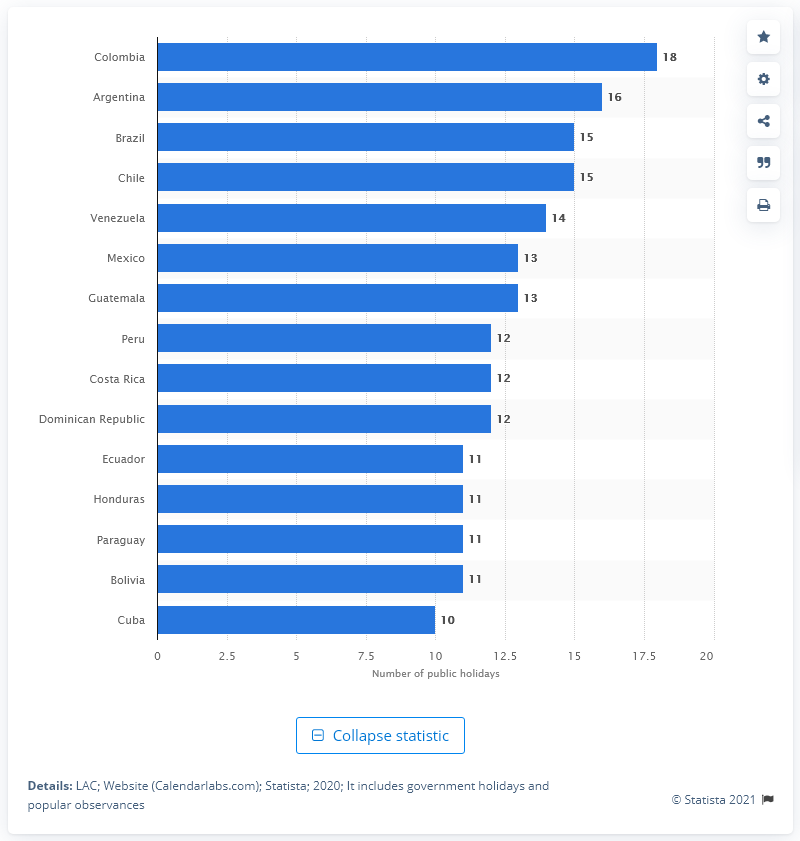 Colombia 18
Argentina 16
Brazil 15
Chile 15
Venezuela 14
Mexico 13
Guatemala 13
Peru 12
Costa Rica 12
Dominican Republic 12
Ecuador 11
Honduras 11
Paraguay 11
Bolivia 11
Cuba 10
0 2.5 5 7.5 10 12.5 15 17.5 20
Number of public holidays
Collapse statistic
Details: LAC; Website (Calendarlabs.com); Statista; 2020; It includes government holidays and
popular observances
© Statista 2021